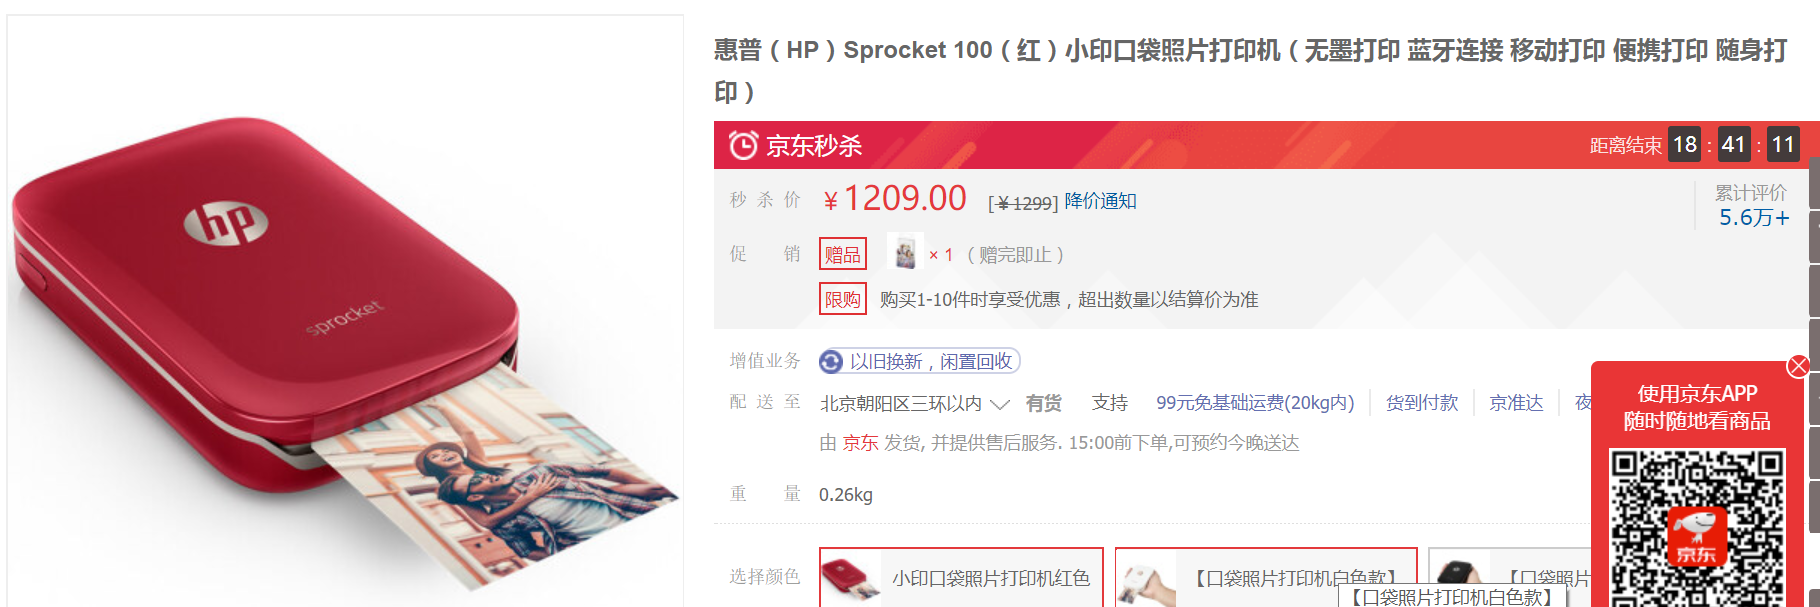 惠普（HP）Sprocket 100（红）小印口袋照片打印机（无墨打印 蓝牙连接 移动打印 便携打印 随身打
印）
京东秒杀
距离结束 18 : 41 : 11
秒杀价 ￥1209.00 [￥1299] 降价通知
累计评价
5.6万+
促销 赠品 × 1 （赠完即止）
限购 购买1-10件时享受优惠，超出数量以结算价为准
增值业务 以旧换新，闲置回收
配送至 北京朝阳区三环以内 有货 支持 99元免基础运费(20kg内) 货到付款 京准达 夜
由 京东 发货, 并提供售后服务. 15:00前下单,可预约今晚送达
重量 0.26kg
选择颜色 小印口袋照片打印机红色 【口袋照片打印机白色款】 【口袋照片
【口袋照片打印机白色款】
使用京东APP
随时随地看商品
京东
hp
sprocket